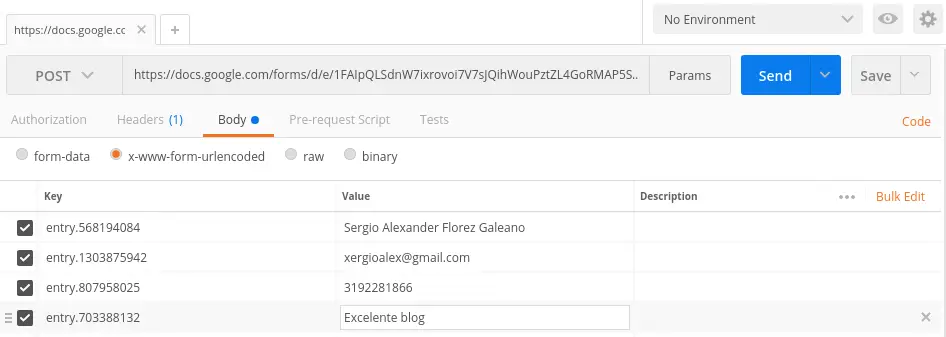 No Environment
https://docs.google.cc
POST https://docs.google.com/forms/d/e/1FAIpQLSdnW7ixrovoi7V7sJQihWouPztZL4GoRMAP5S.. Params Send Save
Authorization Headers (1) Body Pre-request Script Tests Code
form-data x-www-form-urlencoded raw binary
Key Value Description Bulk Edit
entry.568194084 Sergio Alexander Florez Galeano
entry.1303875942 xergioalex@gmail.com
entry.807958025 3192281866
entry.703388132 Excelente blog